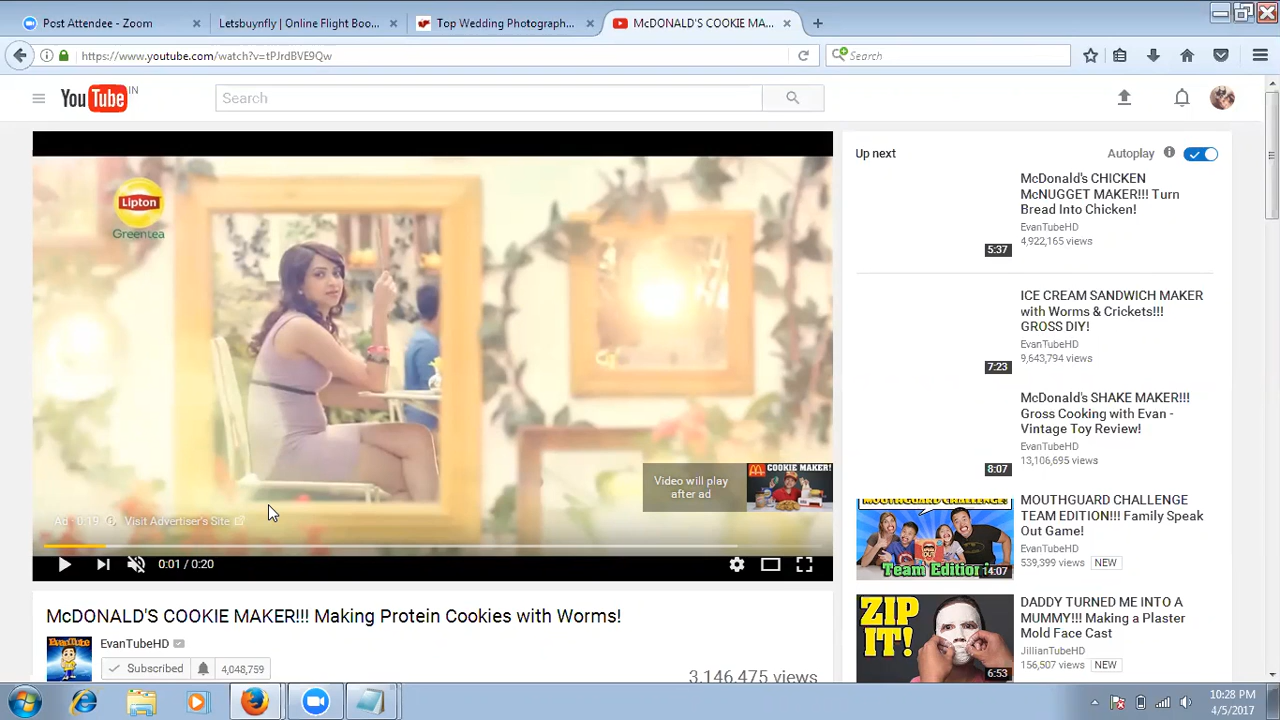 Post Attendee - Zoom
Letsbuynfly | Online Flight Boo...
Top Wedding Photograph...
McDONALD'S COOKIE MA...
https://www.youtube.com/watch?v=tPJrdBVE9Qw
Search
YouTube IN
Search
Lipton
Greentea
Video will play
after ad
COOKIE MAKER!
Ad · 0:19
Visit Advertiser's Site
0:01 / 0:20
McDONALD'S COOKIE MAKER!!! Making Protein Cookies with Worms!
EvanTube
EvanTubeHD
Subscribed
4,048,759
3,146,475 views
Up next
Autoplay
McDonald's CHICKEN
McNUGGET MAKER!!! Turn
Bread Into Chicken!
EvanTubeHD
4,922,165 views
5:37
ICE CREAM SANDWICH MAKER
with Worms & Crickets!!!
GROSS DIY!
EvanTubeHD
9,643,794 views
7:23
McDonald's SHAKE MAKER!!!
Gross Cooking with Evan -
Vintage Toy Review!
EvanTubeHD
13,106,695 views
8:07
MOUTHGUARD CHALLENGE
Team Edition!
14:07
MOUTHGUARD CHALLENGE
TEAM EDITION!!! Family Speak
Out Game!
EvanTubeHD
539,399 views NEW
ZIP
IT!
6:53
DADDY TURNED ME INTO A
MUMMY!!! Making a Plaster
Mold Face Cast
JillianTubeHD
156,507 views NEW
10:28 PM
4/5/2017